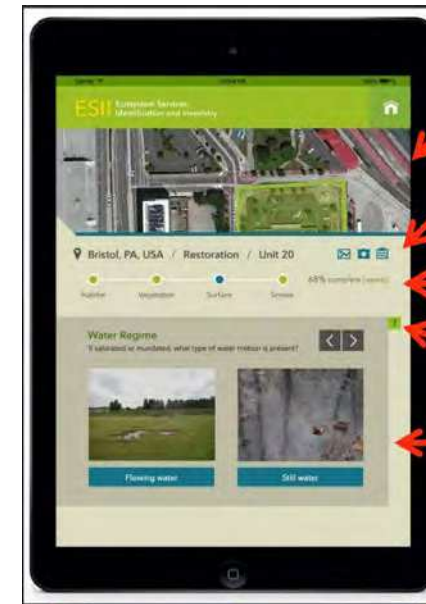 ESII Ecosystem Services
Identification and Inventory
Bristol, PA, USA / Restoration / Unit 20
Habitat Vegetation Surface Screen
68% complete
Water Regime
If saturated or inundated, what type of water motion is present?
Flowing water Still water